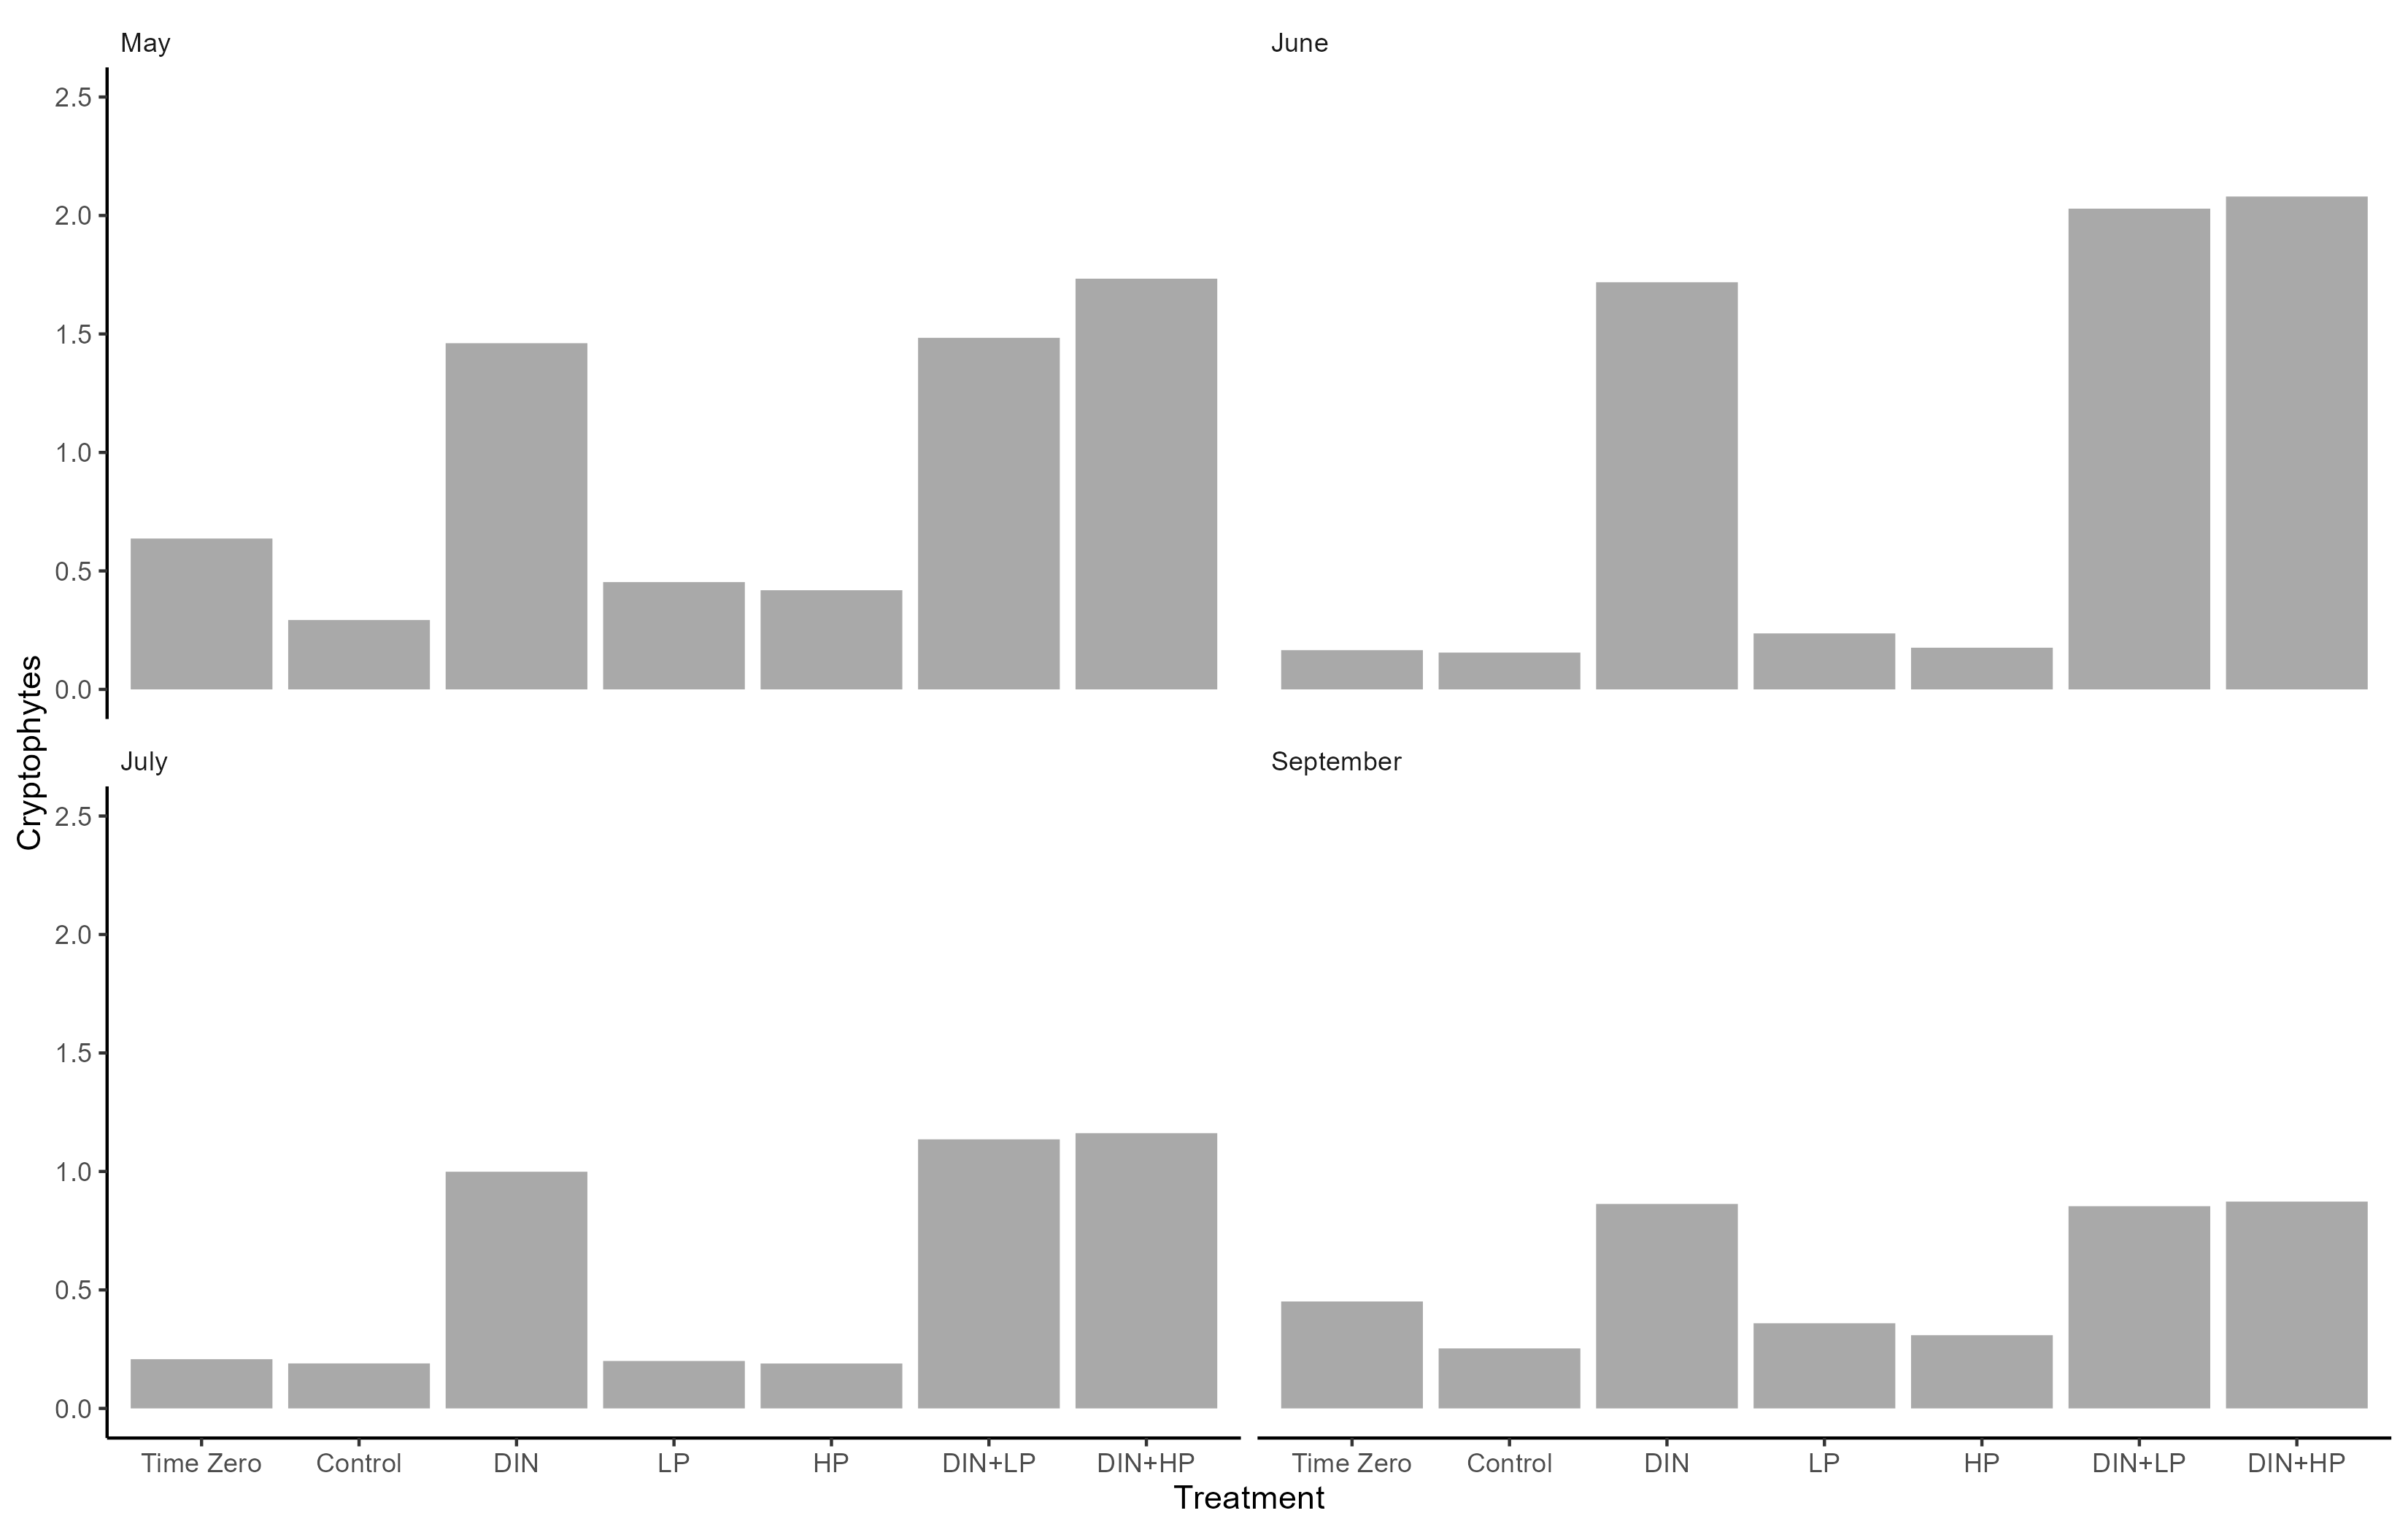 May
June
2.5
2.0
1.5
1.0
0.5
0.0
Cryptophytes
July
September
2.5
2.0
1.5
1.0
0.5
0.0
Time Zero Control DIN LP HP DIN+LP DIN+HP
Time Zero Control DIN LP HP DIN+LP DIN+HP
Treatment